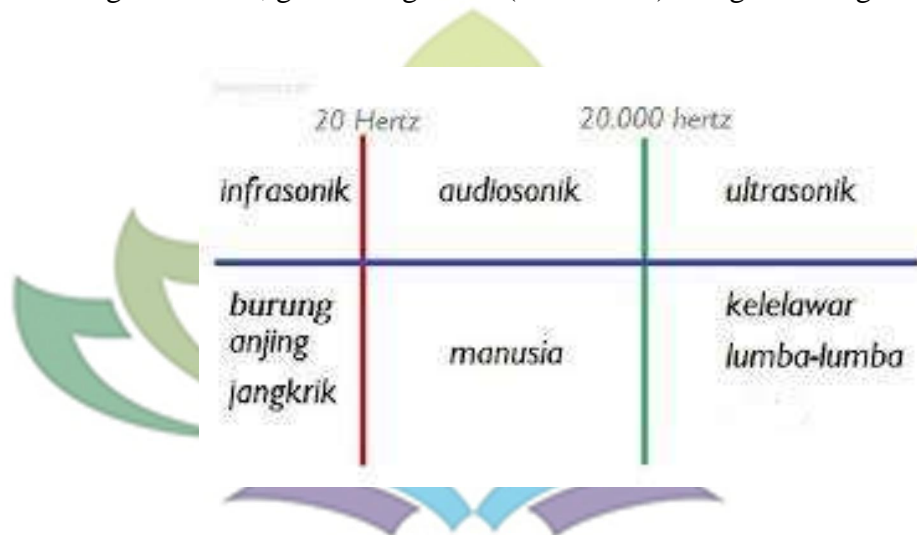 20 Hertz 20.000 hertz
infrasonik audiosonik ultrasonik
burung
anjing
jangkrik
manusia
kelelawar
lumba-lumba